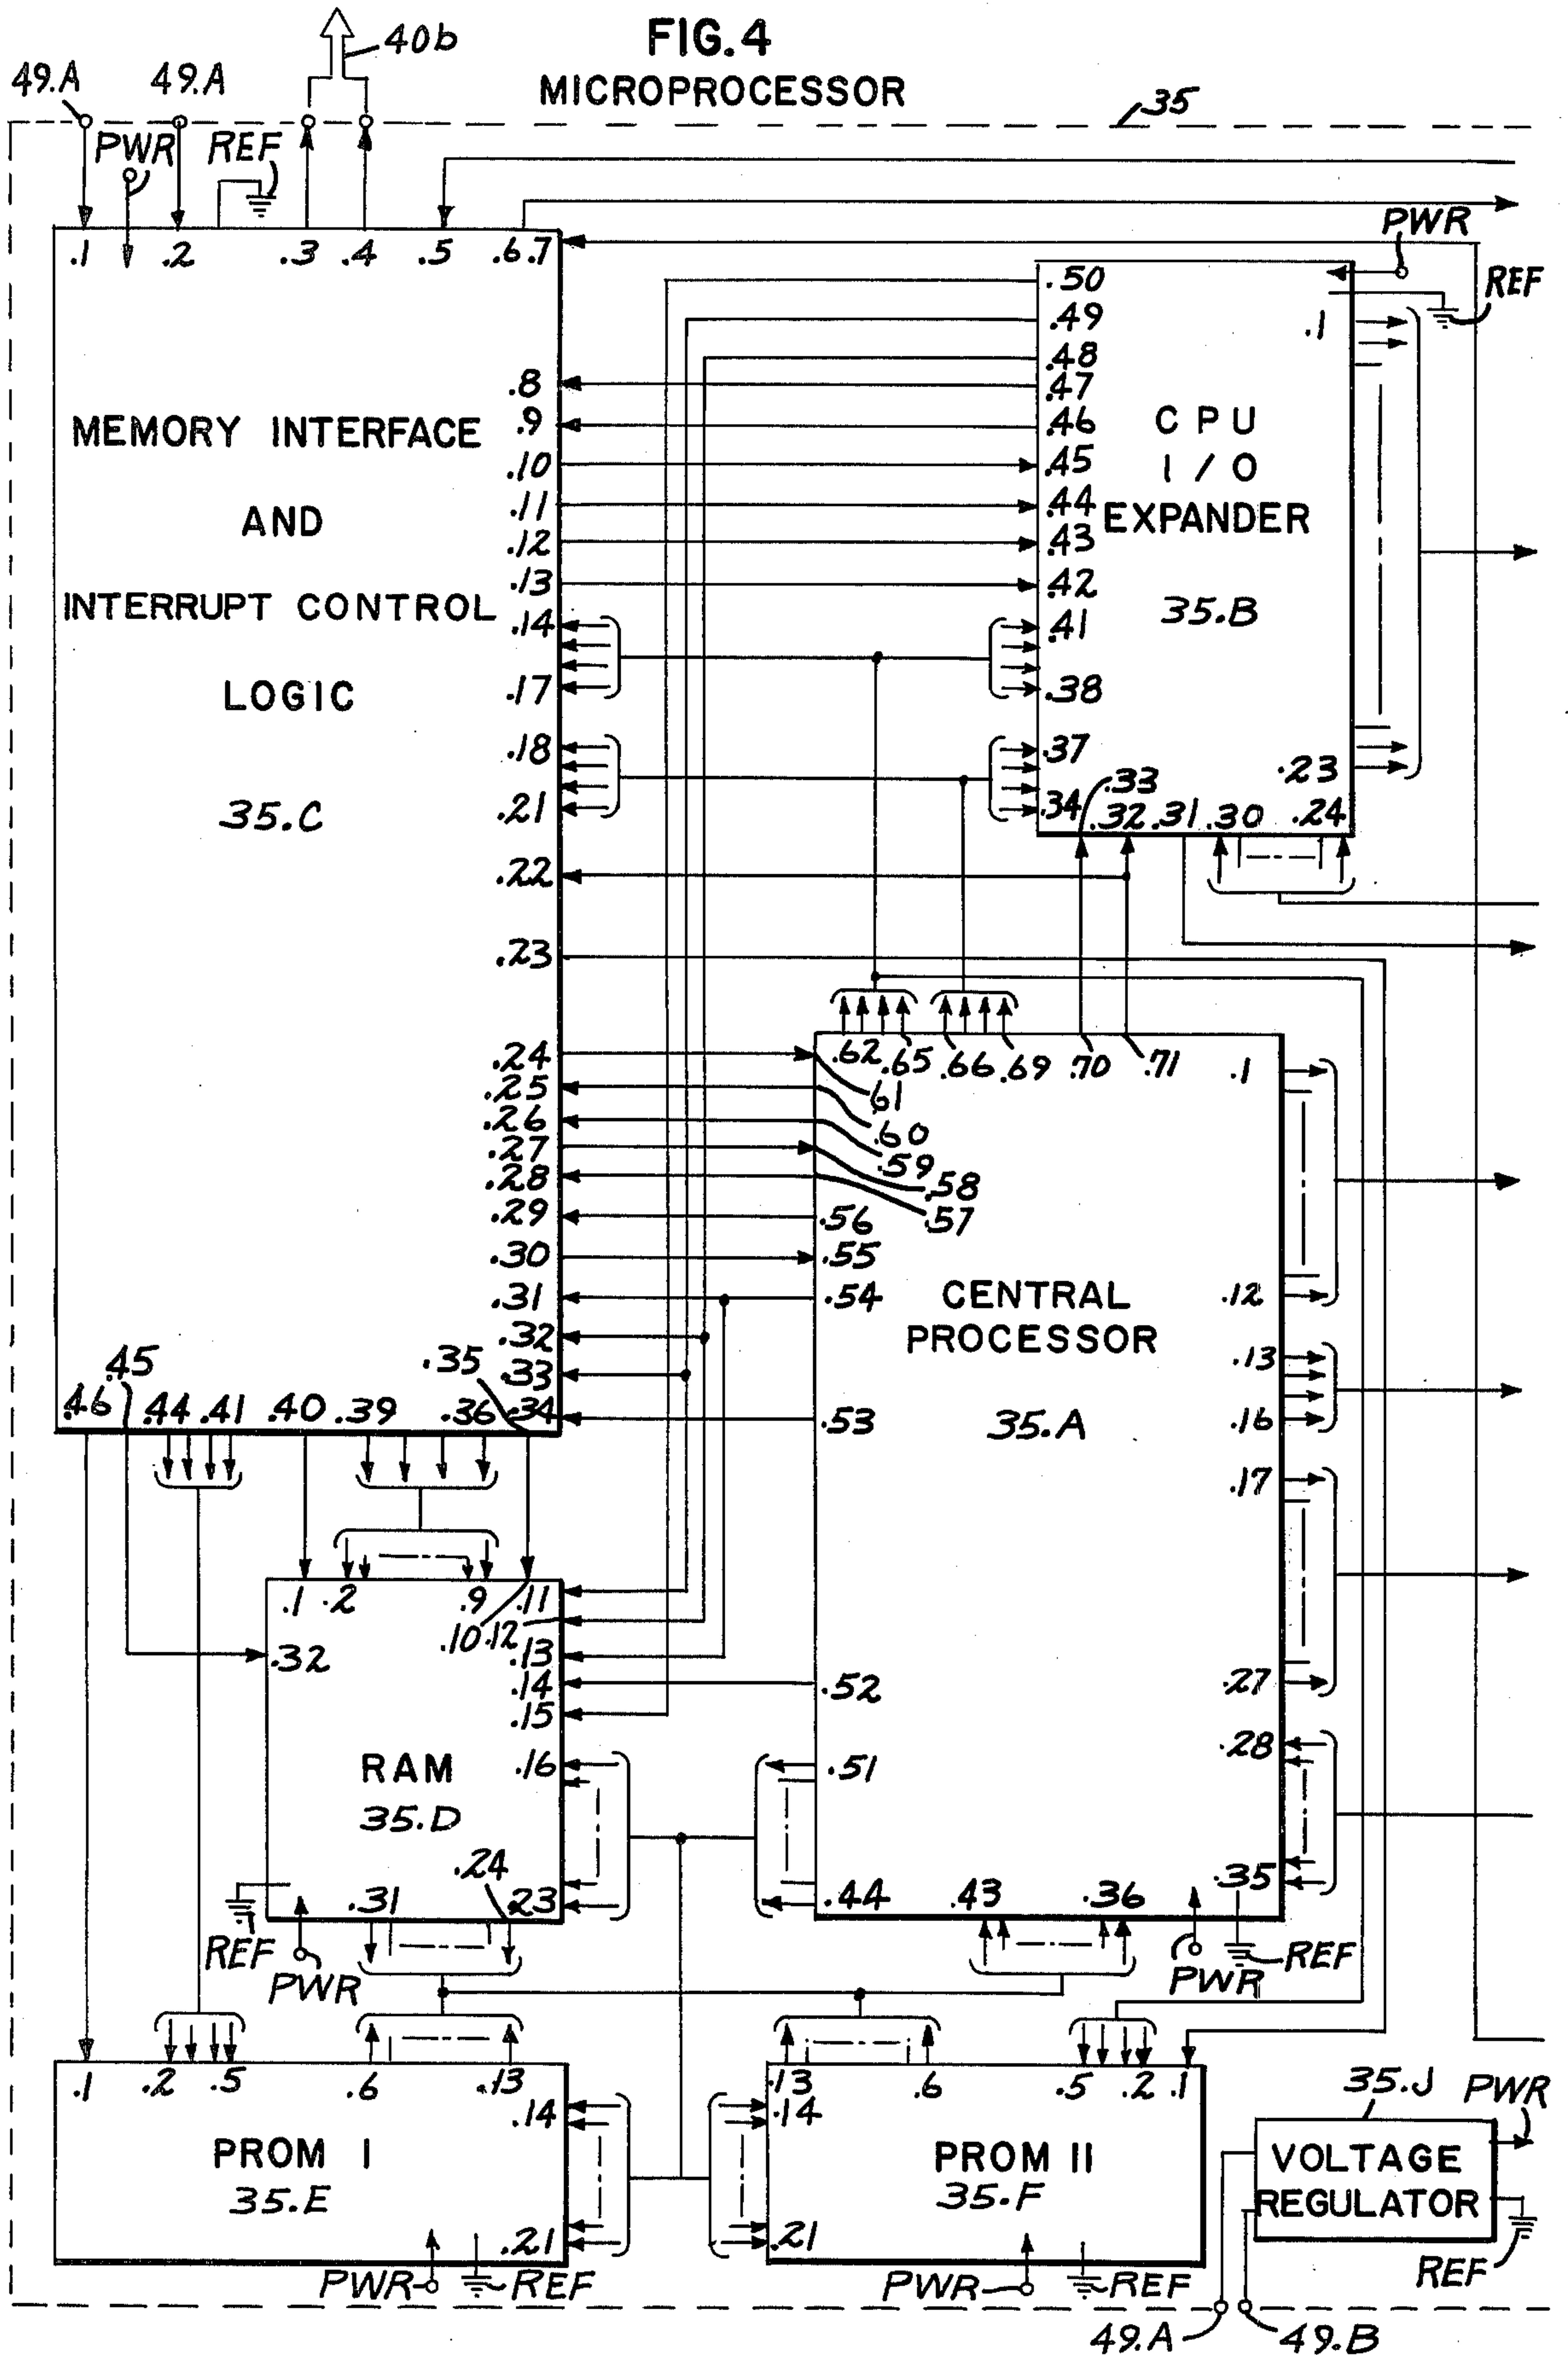 FIG.4
MICROPROCESSOR
40b
49.A
49.A
35
PWR
REF
.1
.2
.3
.4
.5
.6
.7
PWR
REF
.8
.9
.10
.11
.12
.13
.14
.17
.18
.21
.22
.23
.24
.25
.26
.27
.28
.29
.30
.31
.32
.33
.34
.35
.36
.39
.40
.41
.44
.45
.46
MEMORY INTERFACE
AND
INTERRUPT CONTROL
LOGIC
35.C
.50
.49
.48
.47
.46
.45
.44
.43
.42
.41
.38
.37
.34
.33
.32
.31
.30
.24
.23
.1
CPU
I/O
EXPANDER
35.B
.62
.65
.66
.69
.70
.71
.61
.60
.59
.58
.57
.56
.55
.54
.53
.52
.51
.44
.43
.36
.1
.12
.13
.16
.17
.27
.28
.35
CENTRAL
PROCESSOR
35.A
PWR
REF
.1
.2
.9
.11
.10
.12
.13
.14
.15
.16
.23
.24
.31
.32
RAM
35.D
REF
PWR
.1
.2
.5
.6
.13
.14
.21
PROM I
35.E
PWR
REF
.13
.6
.5
.2
.1
.14
.21
PROM II
35.F
PWR
REF
35.J
PWR
VOLTAGE
REGULATOR
REF
49.A
49.B